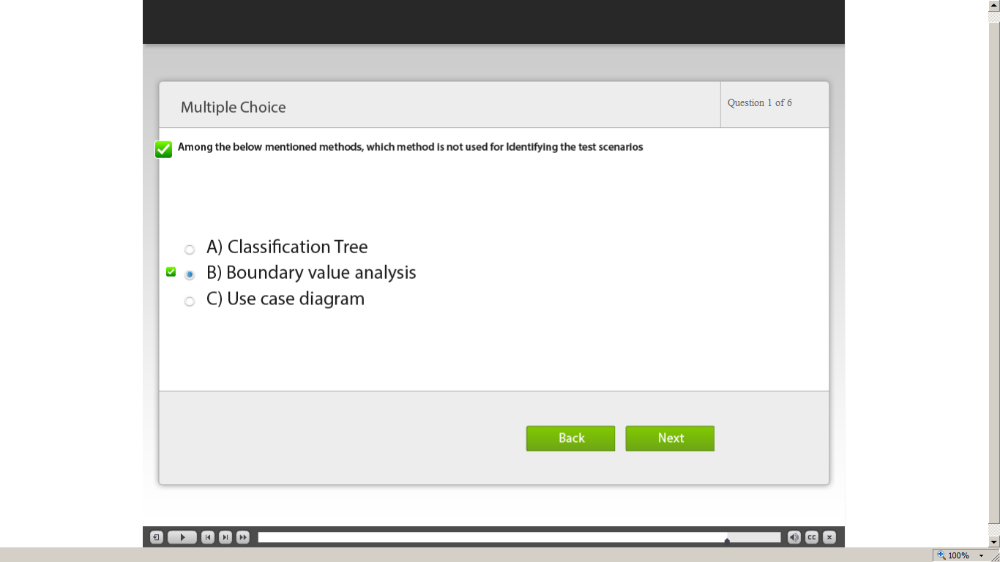 Multiple Choice
Question 1 of 6
Among the below mentioned methods, which method is not used for Identifying the test scenarios
A) Classification Tree
B) Boundary value analysis
C) Use case diagram
Back
Next
CC
100%